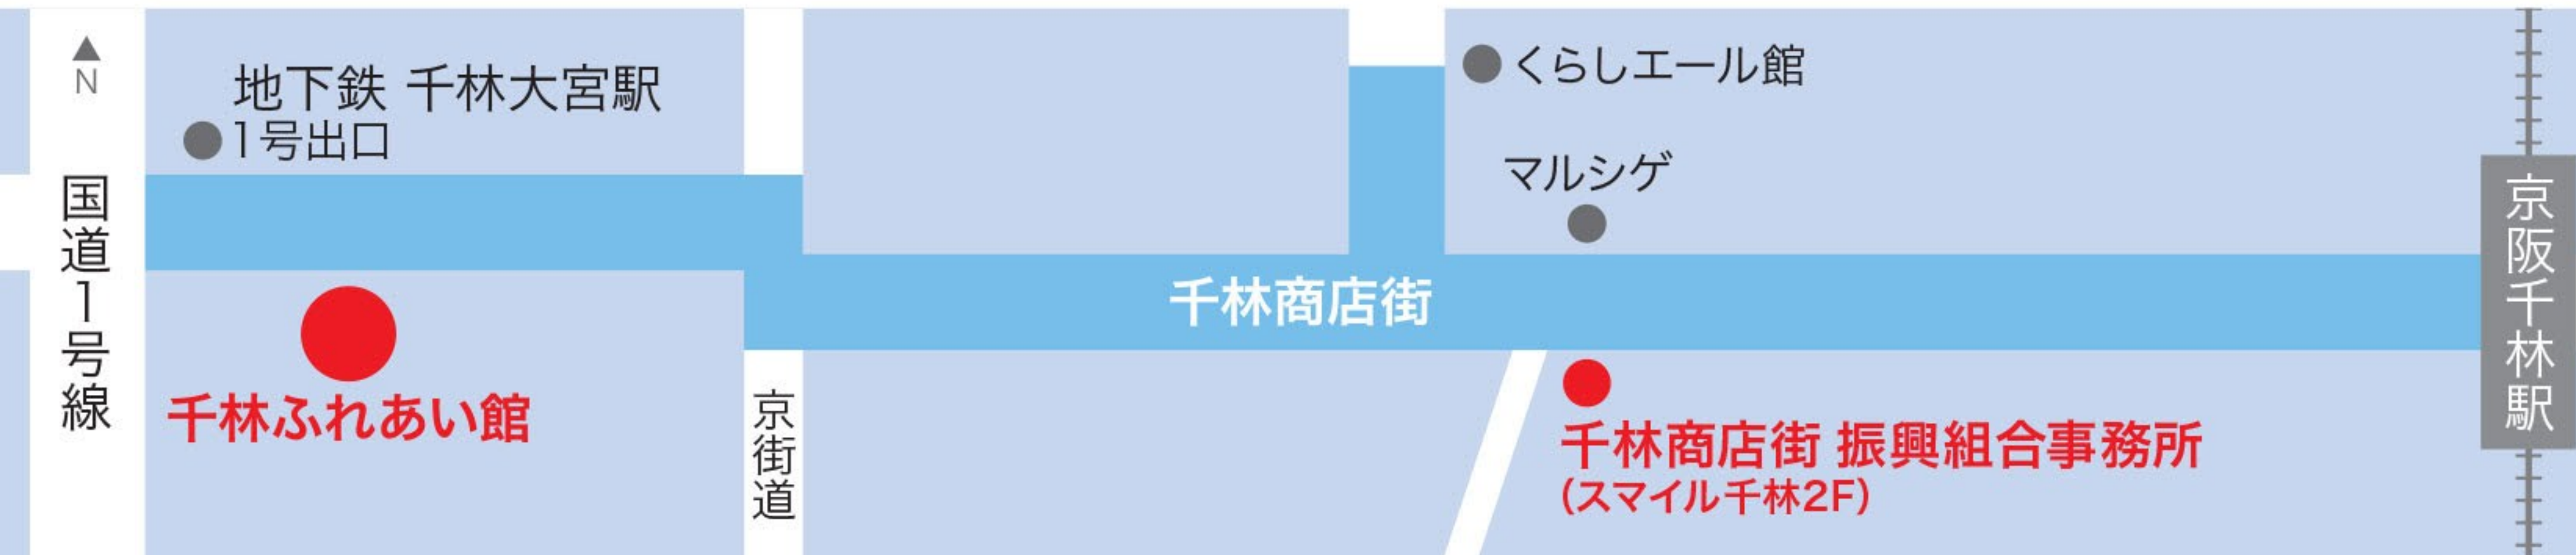 N
国道1号線
地下鉄 千林大宮駅
1号出口
千林ふれあい館
京街道
千林商店街
くらしエール館
マルシゲ
千林商店街 振興組合事務所
(スマイル千林2F)
京阪千林駅